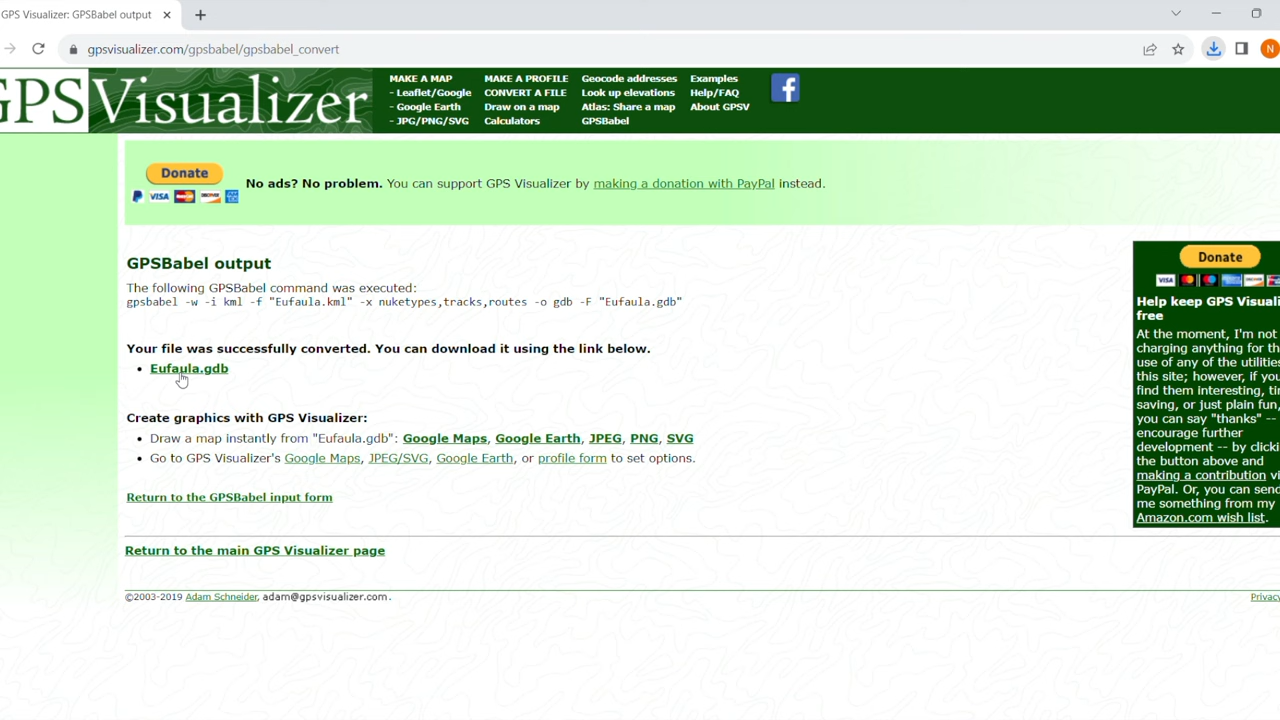 GPS Visualizer: GPSBabel output
gpsvisualizer.com/gpsbabel/gpsbabel_convert
N
GPSVisualizer
MAKE A MAP
- Leaflet/Google
- Google Earth
- JPG/PNG/SVG
MAKE A PROFILE
CONVERT A FILE
Draw on a map
Calculators
Geocode addresses
Look up elevations
Atlas: Share a map
GPSBabel
Examples
Help/FAQ
About GPSV
f
Donate
VISA
No ads? No problem. You can support GPS Visualizer by making a donation with PayPal instead.
GPSBabel output
The following GPSBabel command was executed:
gpsbabel -w -i kml -f "Eufaula.kml" -x nuketypes,tracks,routes -o gdb -F "Eufaula.gdb"
Your file was successfully converted. You can download it using the link below.
• Eufaula.gdb
Create graphics with GPS Visualizer:
• Draw a map instantly from "Eufaula.gdb": Google Maps, Google Earth, JPEG, PNG, SVG
• Go to GPS Visualizer's Google Maps, JPEG/SVG, Google Earth, or profile form to set options.
Return to the GPSBabel input form
Return to the main GPS Visualizer page
©2003-2019 Adam Schneider, adam@gpsvisualizer.com.
Donate
VISA
Help keep GPS Visuali
free
At the moment, I'm not
charging anything for th
use of any of the utilities
this site; however, if you
find them interesting, ti
saving, or just plain fun,
you can say "thanks" --
encourage further
development -- by clicki
the button above and
making a contribution vi
PayPal. Or, you can send
me something from my
Amazon.com wish list.
Privacy